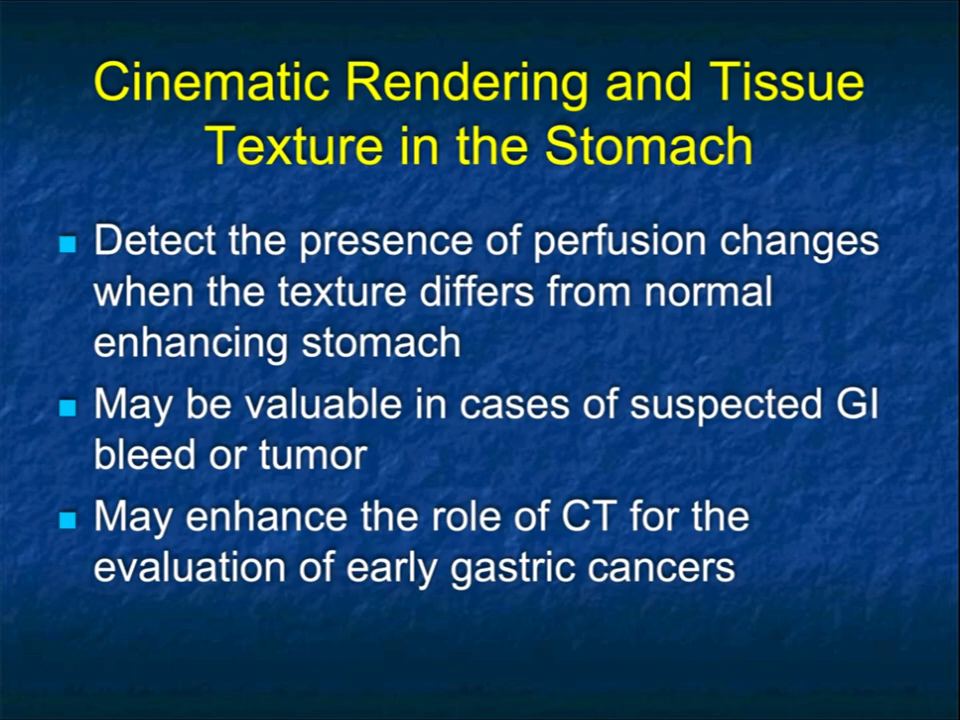 Cinematic Rendering and Tissue
Texture in the Stomach
Detect the presence of perfusion changes
when the texture differs from normal
enhancing stomach
May be valuable in cases of suspected GI
bleed or tumor
May enhance the role of CT for the
evaluation of early gastric cancers